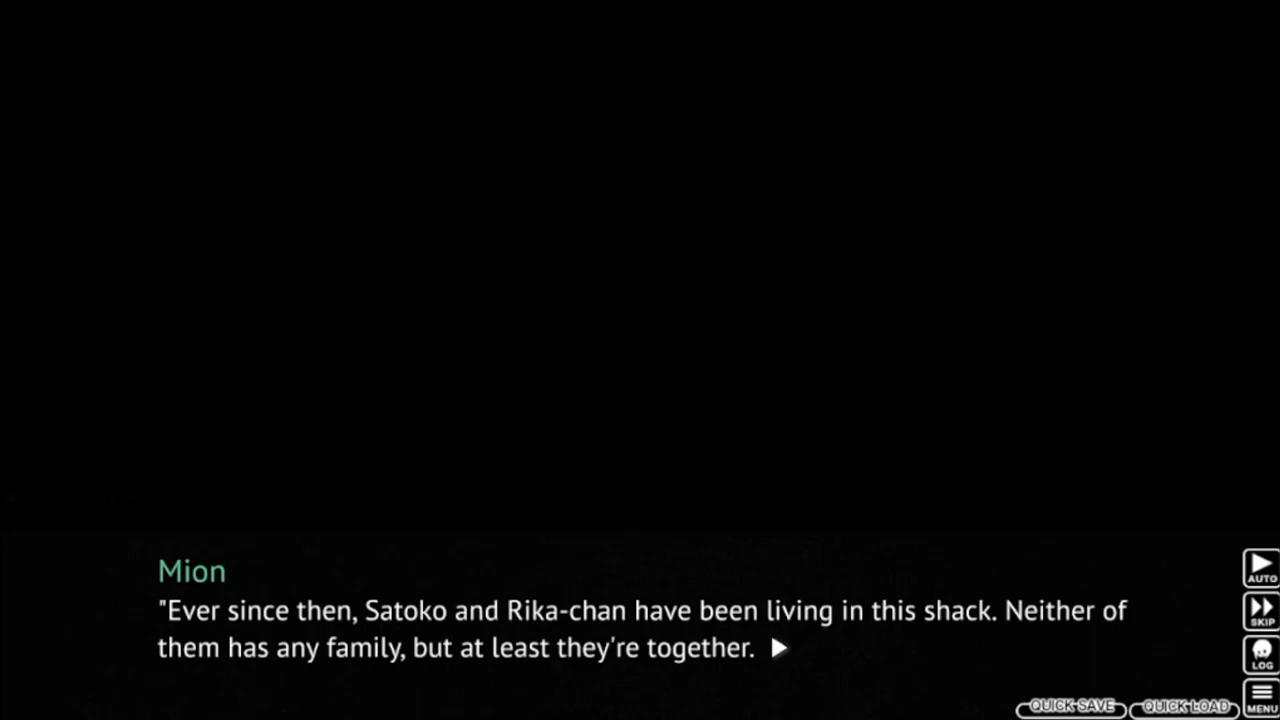 Mion
"Ever since then, Satoko and Rika-chan have been living in this shack. Neither of
them has any family, but at least they're together.
AUTO
SKIP
LOG
MENU
QUICK SAVE
QUICK LOAD